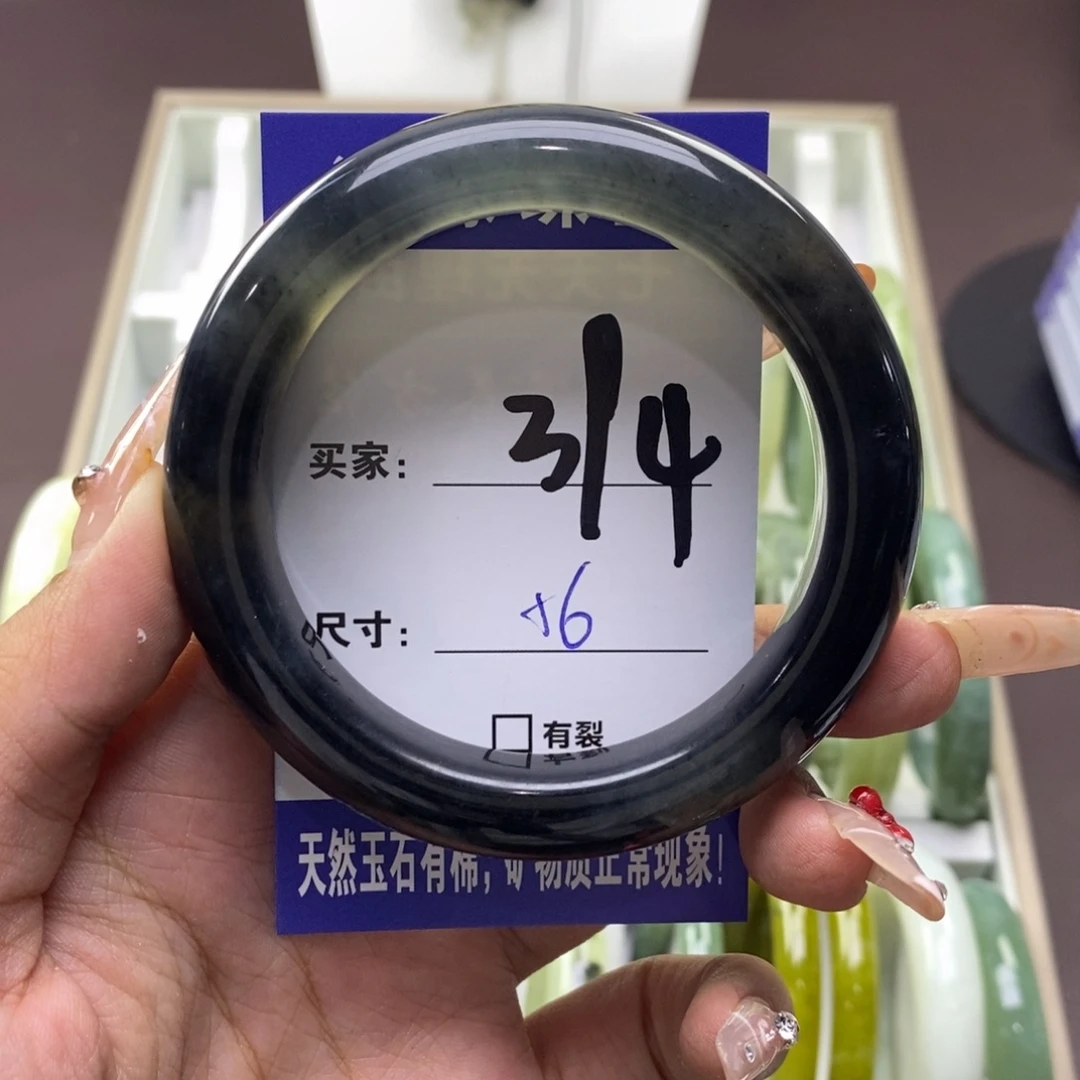 买家： 314
尺寸： 56
□ 有裂
天然玉石有棉，矿物质正常现象！